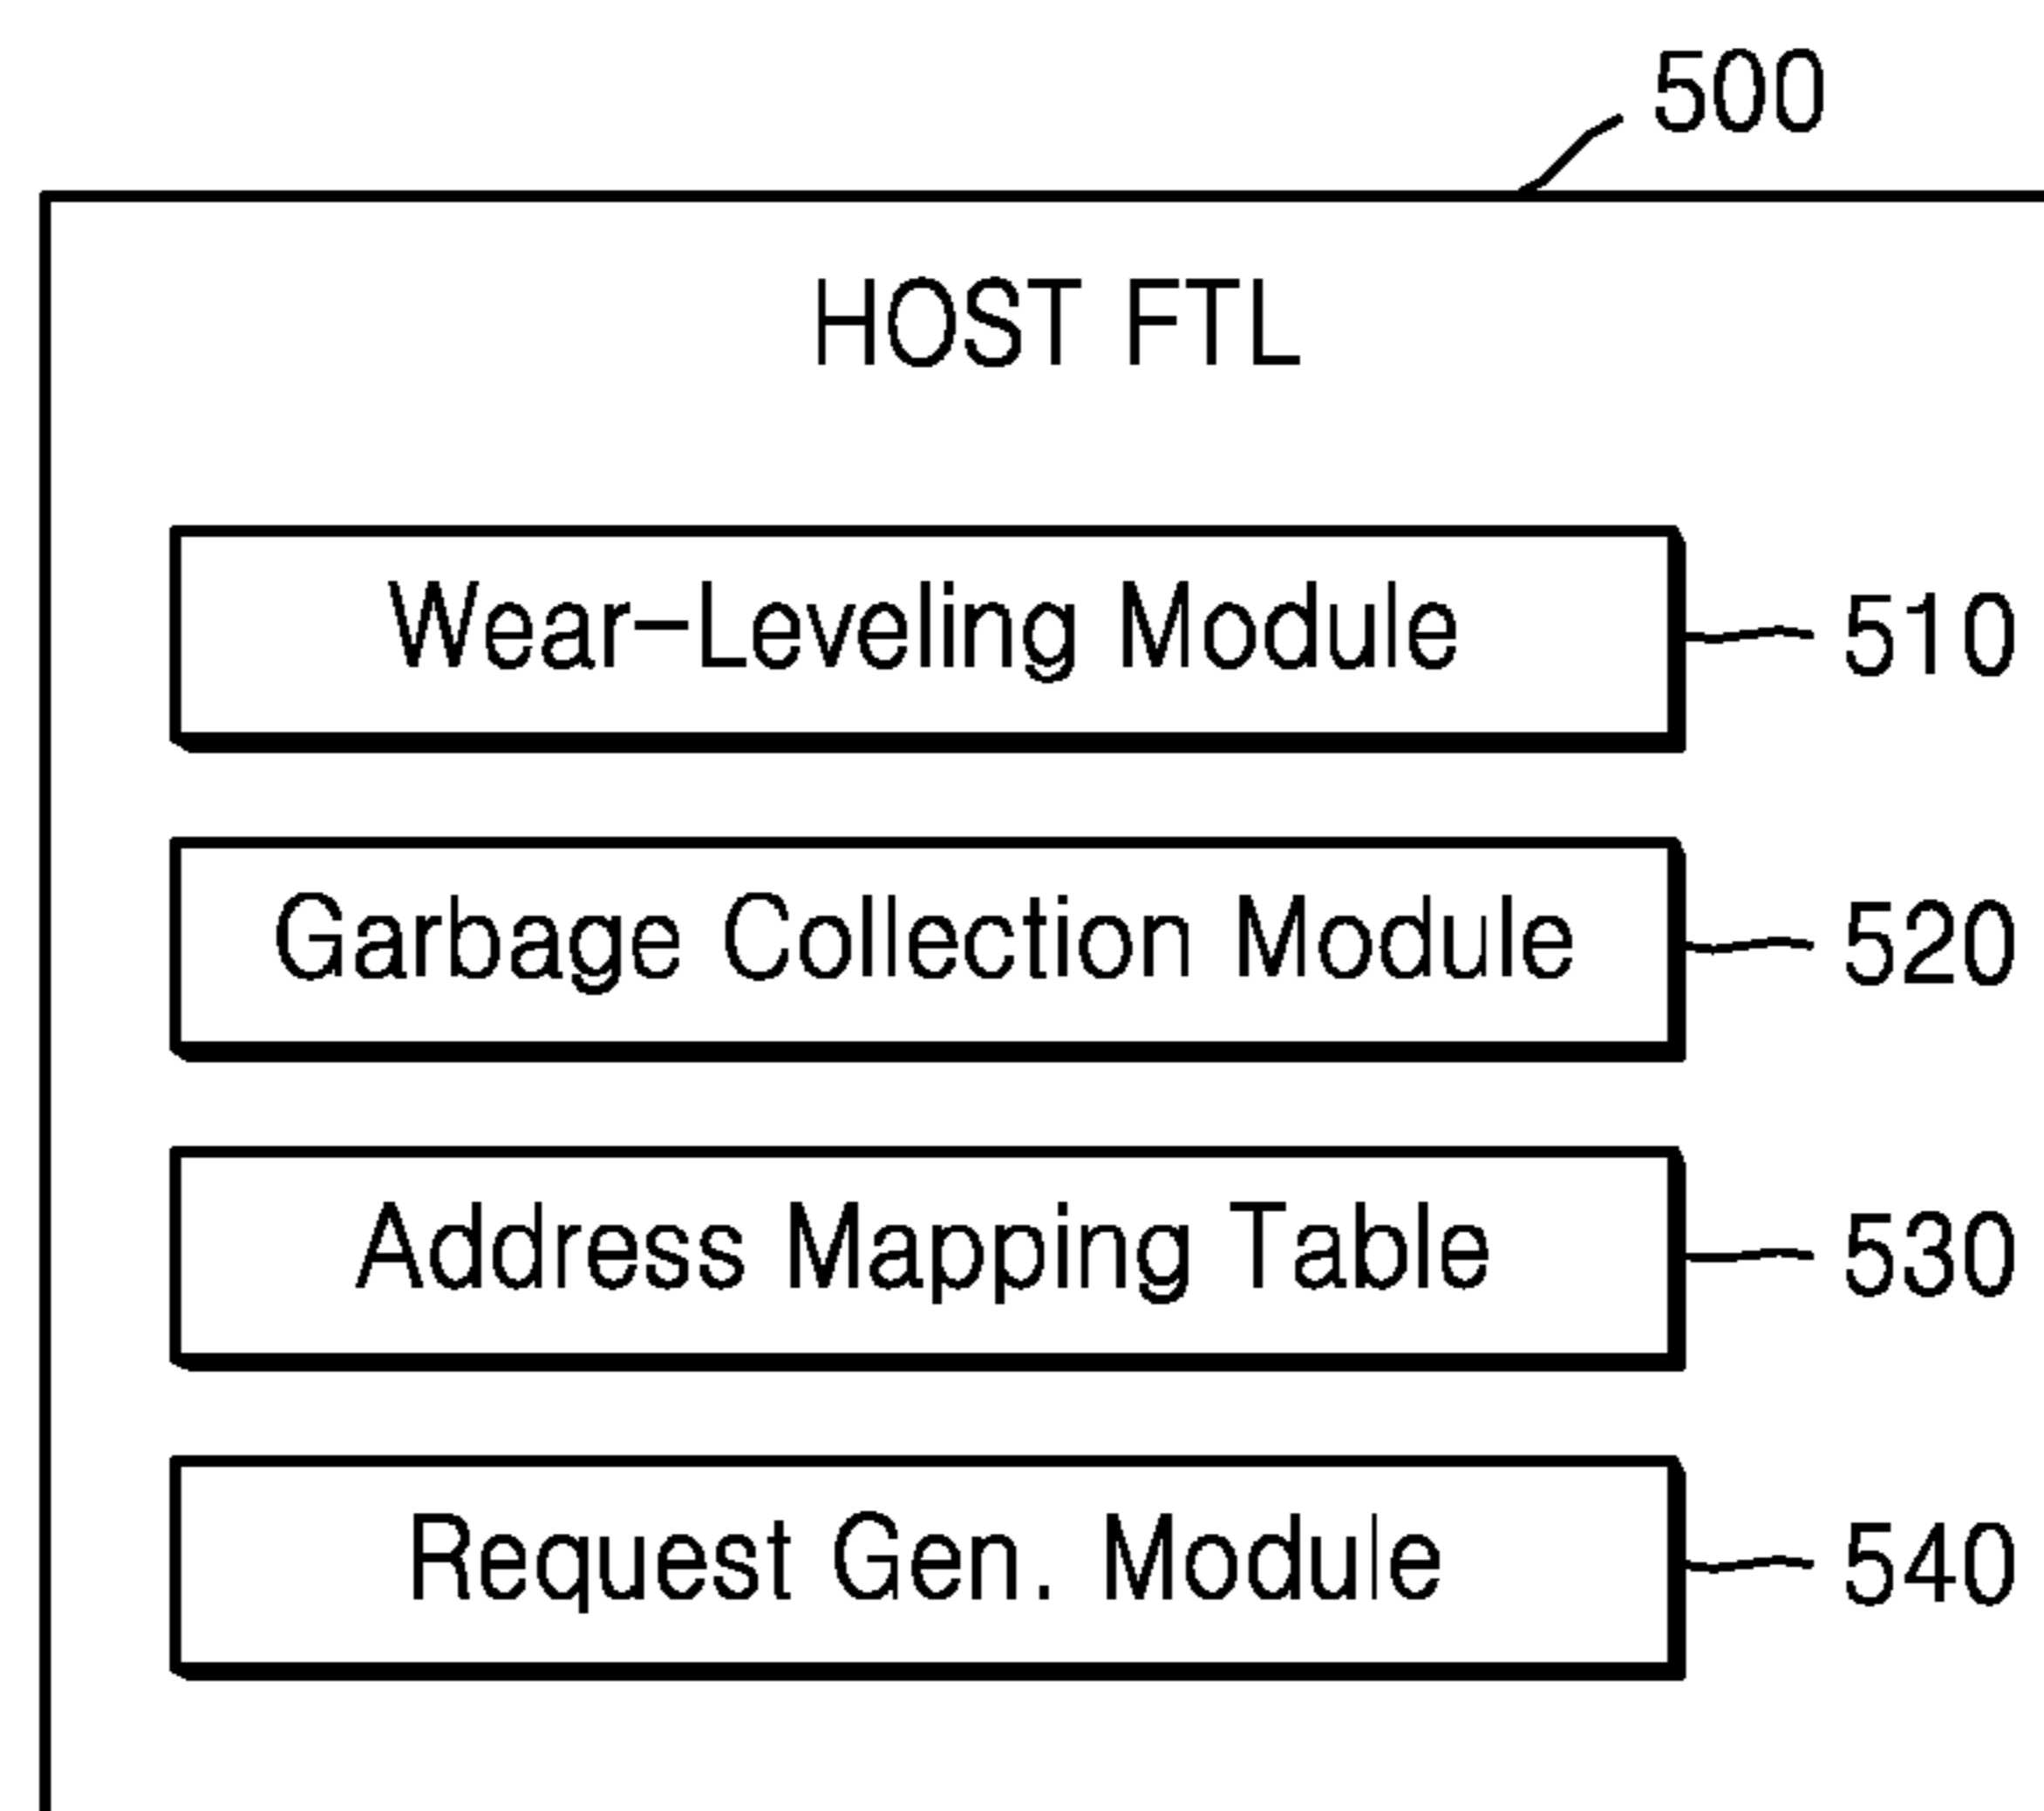 500
HOST FTL
Wear-Leveling Module 510
Garbage Collection Module 520
Address Mapping Table 530
Request Gen. Module 540